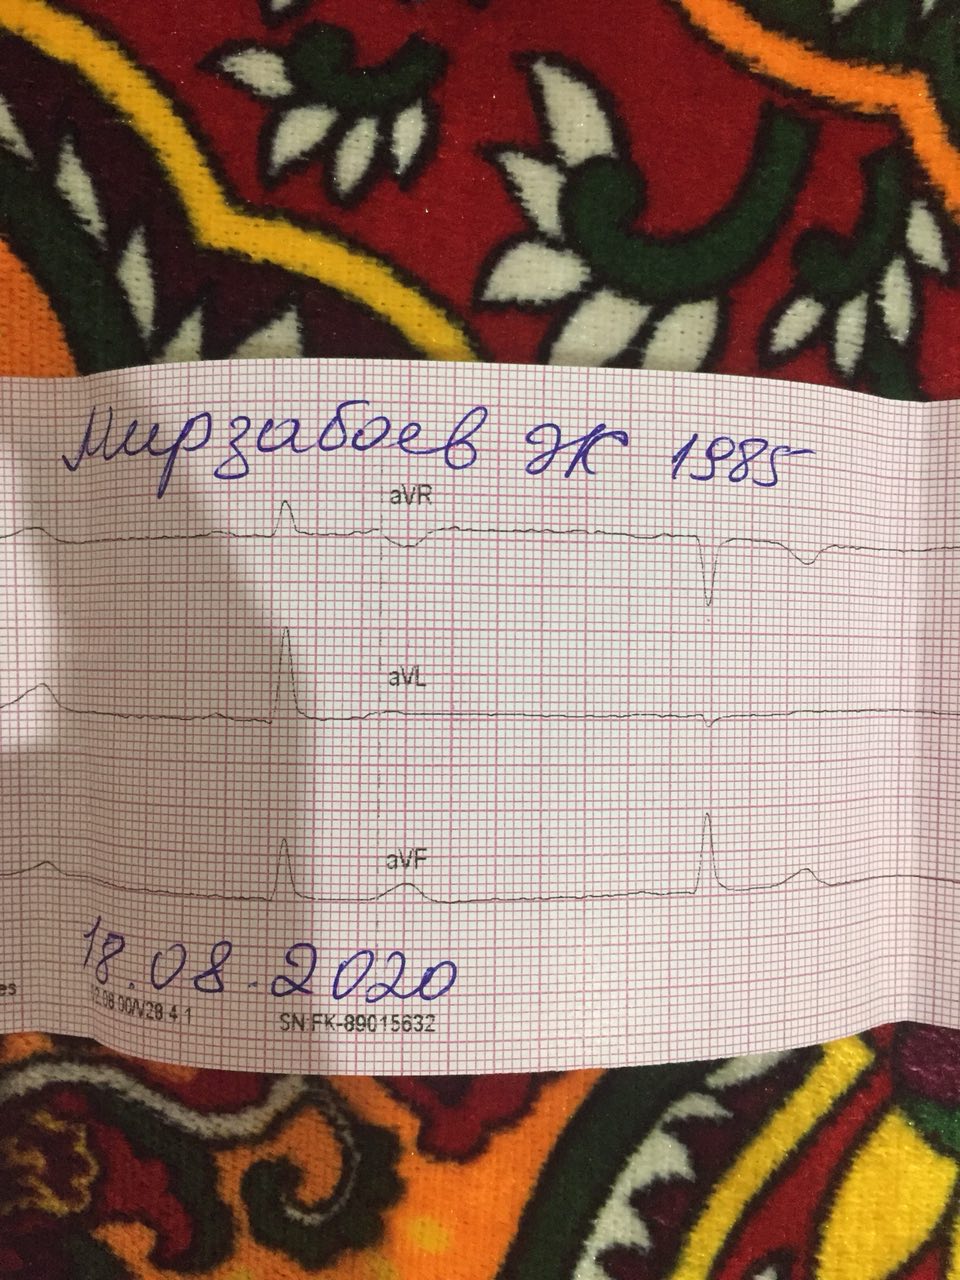 Мирзабоев Ж 1985
aVR
aVL
aVF
18.08.2020
SN:FK-89015632